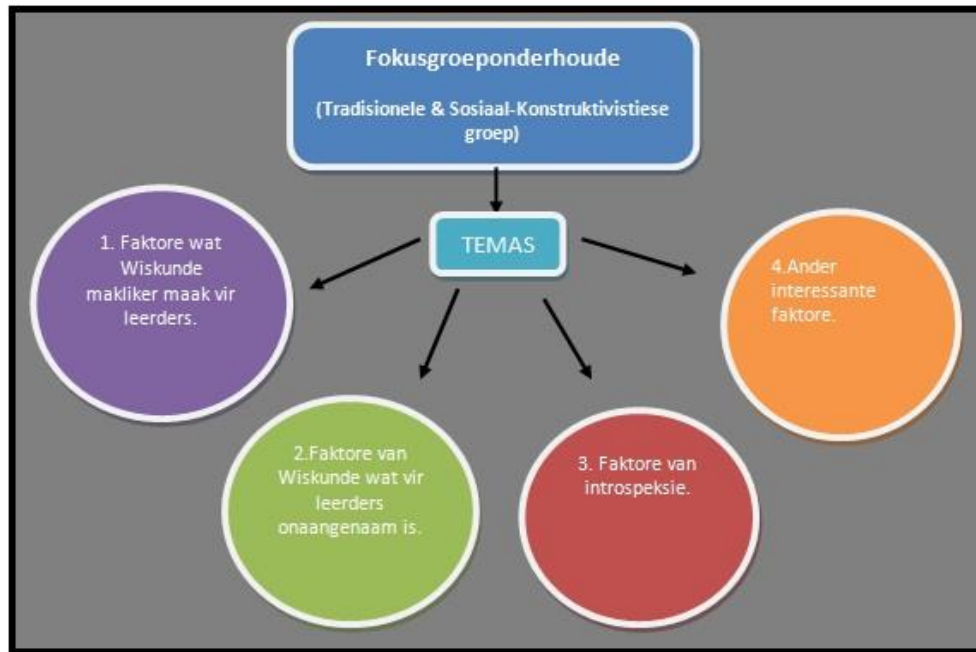 Fokusgroeponderhoude
(Tradisionele & Sosiaal-Konstruktivistiese
groep)
TEMAS
1. Faktore wat
Wiskunde
makliker maak vir
leerders.
2.Faktore van
Wiskunde wat vir
leerders
onaangenaam is.
3. Faktore van
introspeksie.
4.Ander
interessante
faktore.